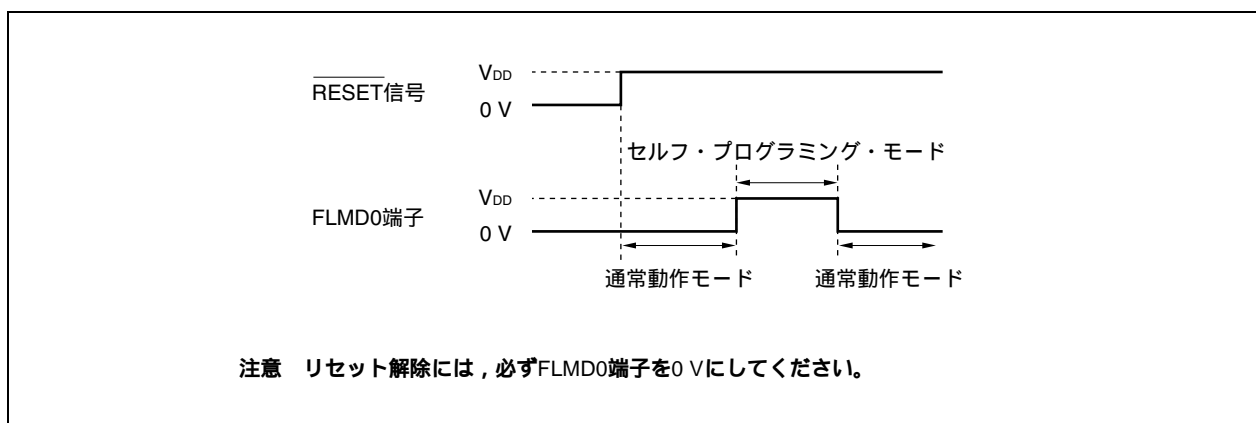 VDD
RESET信号
0 V
セルフ・プログラミング・モード
VDD
FLMD0端子
0 V
通常動作モード 通常動作モード
注意 リセット解除には，必ずFLMD0端子を0 Vにしてください。